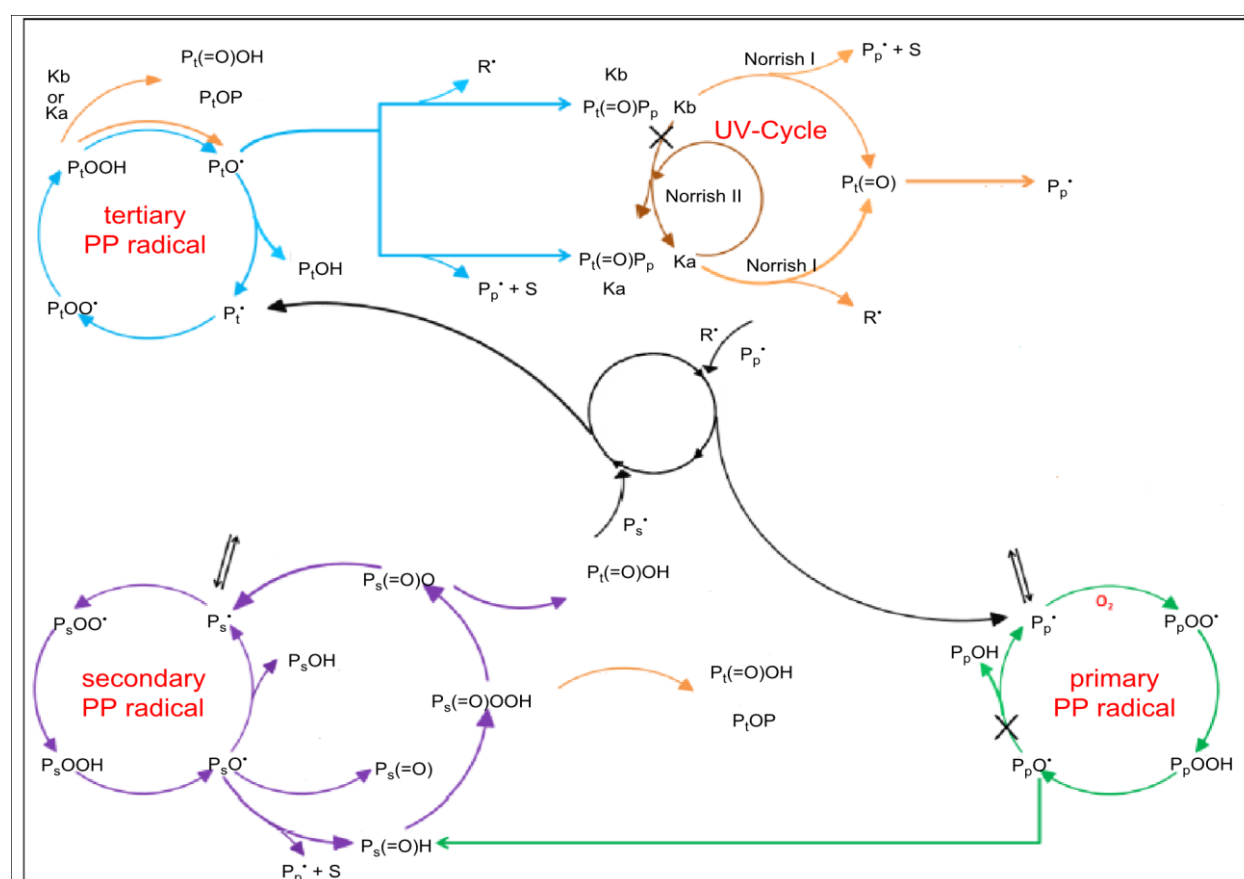 Pt(=O)OH
Kb
or
Ka
PtOP
PtOOH
PtO•
tertiary
PP radical
PtOH
PtOO•
Pt•
R•
Kb
Pt(=O)Pp
Kb
Norrish I
Pp• + S
UV-Cycle
Norrish II
Pt(=O)
Pp•
Pt(=O)Pp
Ka
Ka
Norrish I
Pp• + S
R•
R•
Pp•
Ps•
Pt(=O)OH
Ps(=O)O
Ps•
PsOO•
PsOH
secondary
PP radical
Ps(=O)OOH
Pt(=O)OH
PtOP
PsOOH
PsO•
Ps(=O)
Ps(=O)H
Pp• + S
Pp•
O2
PpOO•
PpOH
primary
PP radical
PpO•
PpOOH